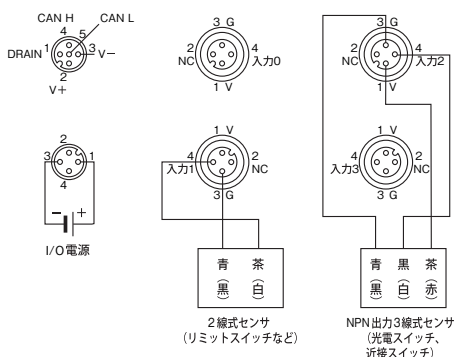 CAN H
CAN L
4
5
DRAIN
1
3
V−
2
V+
3 G
2
NC
4
入力0
1 V
3 G
2
NC
4
入力2
1 V
2
3
1
4
− +
I/O電源
1 V
4
入力1
2
NC
3 G
1 V
4
入力3
2
NC
3 G
青 茶
(黒) (白)
2線式センサ
(リミットスイッチなど)
青 黒 茶
(黒) (白) (赤)
NPN出力3線式センサ
(光電スイッチ、
近接スイッチ)